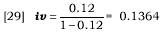 [29] iv = 0.12 / 1-0.12 = 0.1364